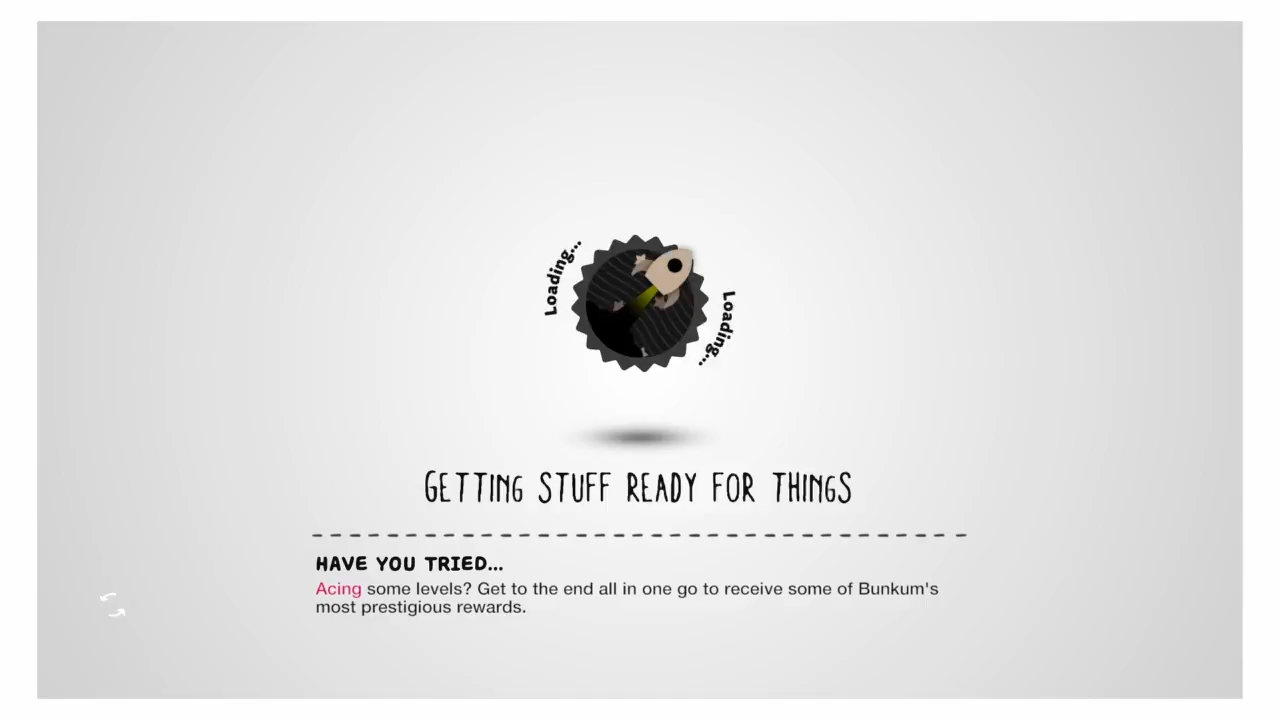 Loading...
Loading...
GETTING STUFF READY FOR THINGS
HAVE YOU TRIED...
Acing some levels? Get to the end all in one go to receive some of Bunkum's
most prestigious rewards.